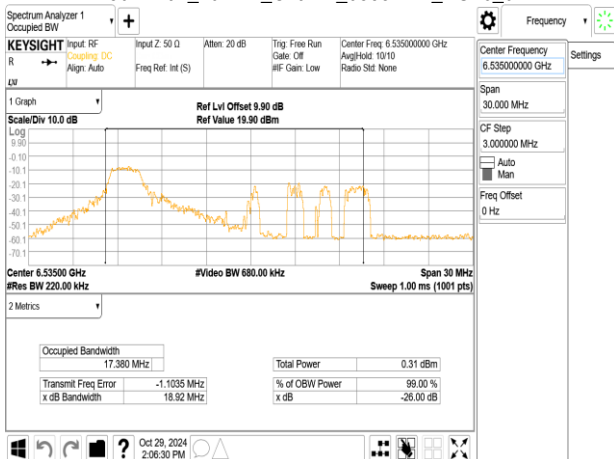 Spectrum Analyzer 1
Occupied BW
Frequency
KEYSIGHT
R
LXI
Input: RF
Coupling: DC
Align: Auto
Input Z: 50 Ω
Freq Ref: Int (S)
Atten: 20 dB
Trig: Free Run
Gate: Off
#IF Gain: Low
Center Freq: 6.535000000 GHz
Avg|Hold: 10/10
Radio Std: None
Center Frequency
6.535000000 GHz
Settings
Span
30.000 MHz
CF Step
3.000000 MHz
Auto
Man
Freq Offset
0 Hz
1 Graph
Scale/Div 10.0 dB
Ref Lvl Offset 9.90 dB
Ref Value 19.90 dBm
Log
9.90
-0.10
-10.1
-20.1
-30.1
-40.1
-50.1
-60.1
-70.1
Center 6.53500 GHz
#Video BW 680.00 kHz
Span 30 MHz
#Res BW 220.00 kHz
Sweep 1.00 ms (1001 pts)
2 Metrics
Occupied Bandwidth
17.380 MHz
Total Power 0.31 dBm
Transmit Freq Error -1.1035 MHz
% of OBW Power 99.00 %
x dB Bandwidth 18.92 MHz
x dB -26.00 dB
?
Oct 29, 2024
2:06:30 PM